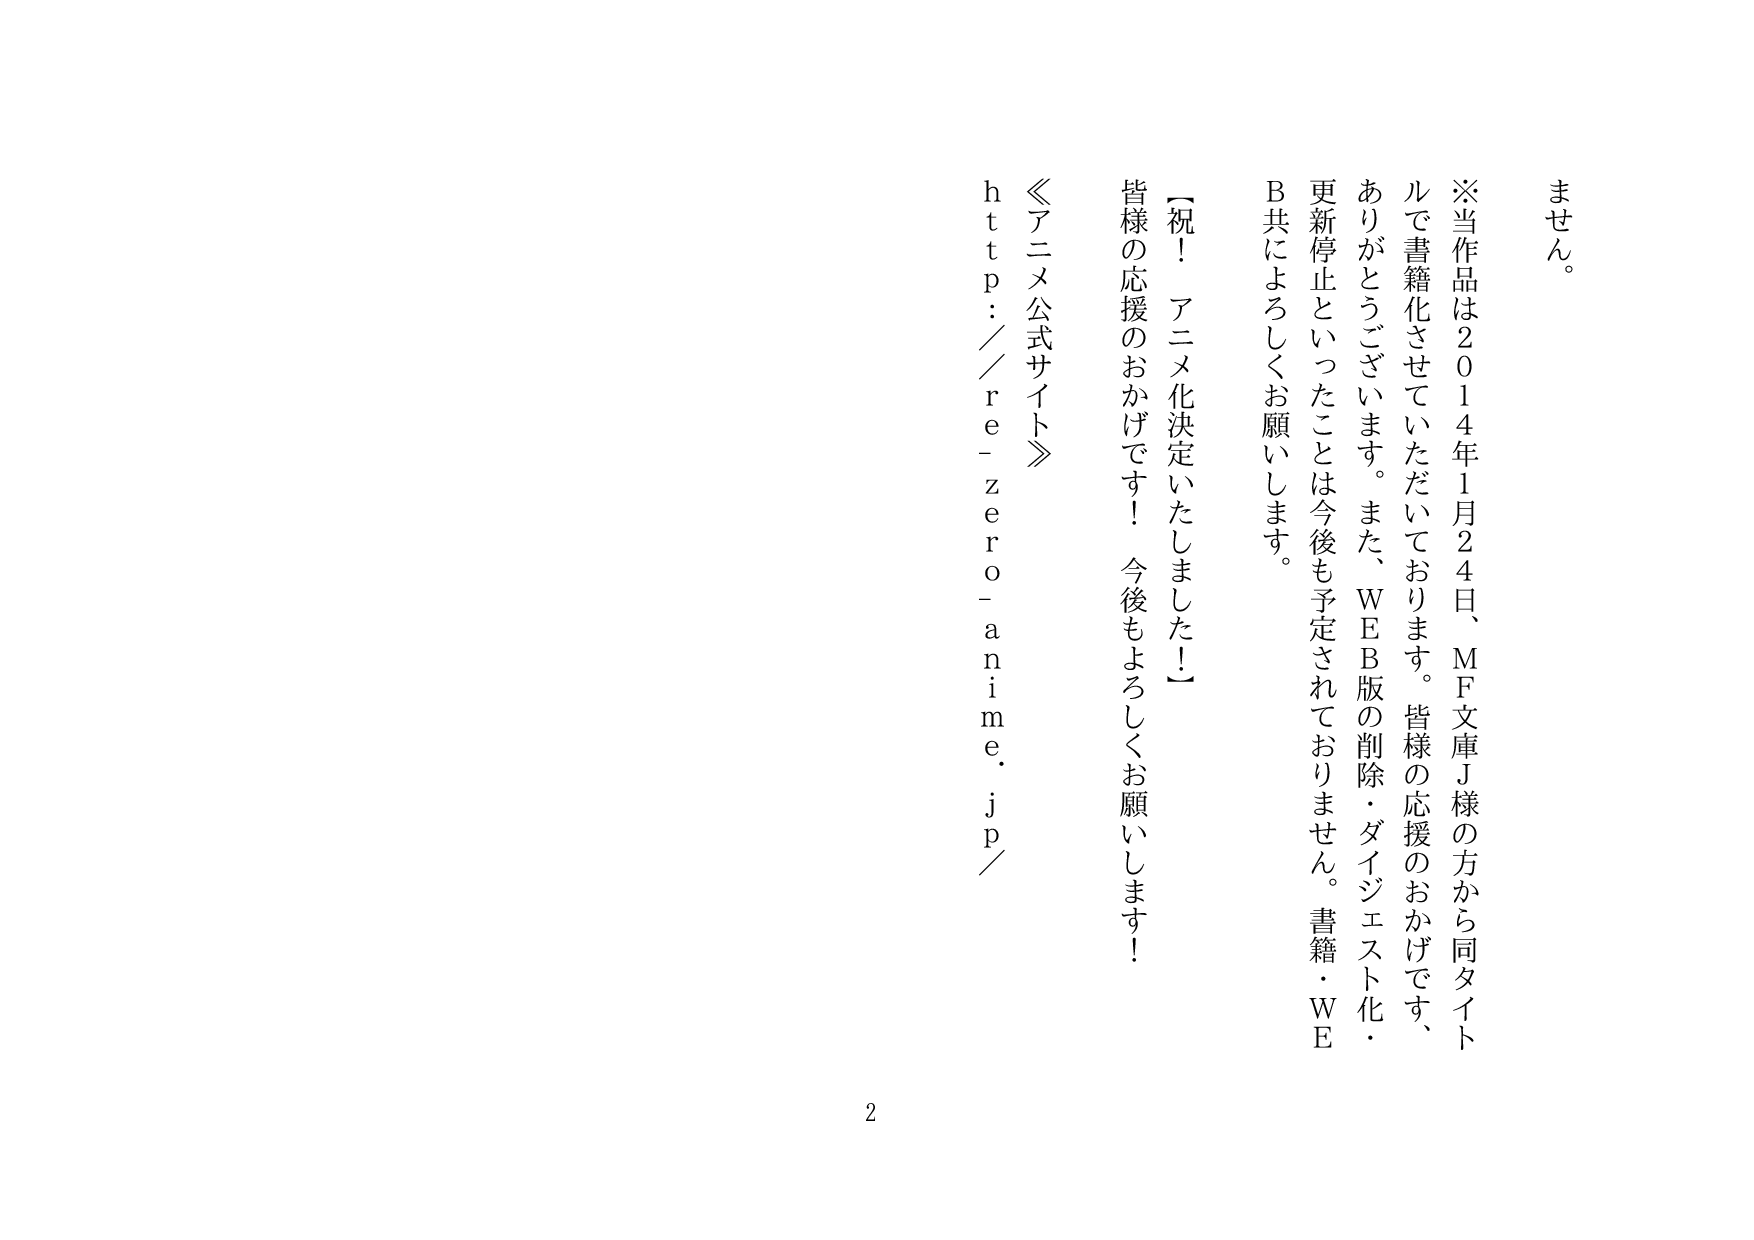 ません。
※当作品は２０１４年１月２４日、ＭＦ文庫Ｊ様の方から同タイト
ルで書籍化させていただいております。皆様の応援のおかげです、
ありがとうございます。また、ＷＥＢ版の削除・ダイジェスト化・
更新停止といったことは今後も予定されておりません。書籍・ＷＥ
Ｂ共によろしくお願いします。
【祝！　アニメ化決定いたしました！】
皆様の応援のおかげです！　今後もよろしくお願いします！
≪アニメ公式サイト≫
ｈｔｔｐ：／／ｒｅ－ｚｅｒｏ－ａｎｉｍｅ．ｊｐ／
2